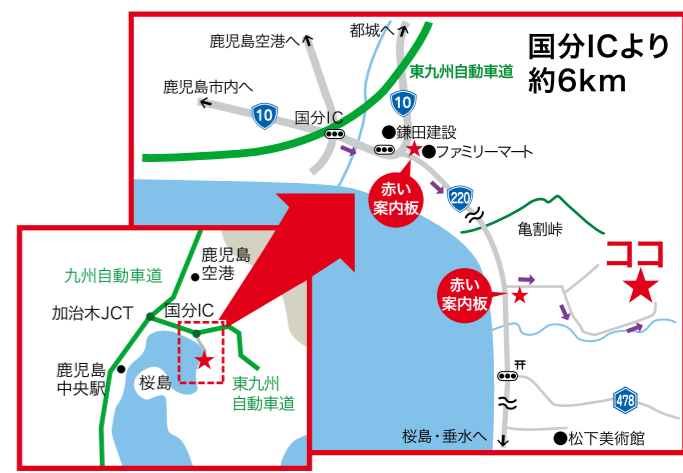 国分ICより
約6km
都城へ
鹿児島空港へ
東九州自動車道
鹿児島市内へ
10
10
国分IC
鎌田建設
ファミリーマート
赤い
案内板
220
亀割峠
ココ
赤い
案内板
478
桜島・垂水へ
松下美術館
鹿児島
空港
九州自動車道
加治木JCT
国分IC
鹿児島
中央駅
桜島
東九州
自動車道